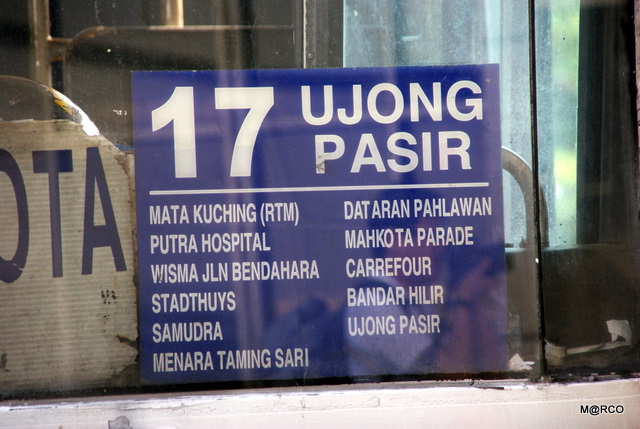 17 UJONG
PASIR
MATA KUCHING (RTM)
PUTRA HOSPITAL
WISMA JLN BENDAHARA
STADTHUYS
SAMUDRA
MENARA TAMING SARI
DATARAN PAHLAWAN
MAHKOTA PARADE
CARREFOUR
BANDAR HILIR
UJONG PASIR
OTA
M@RCO